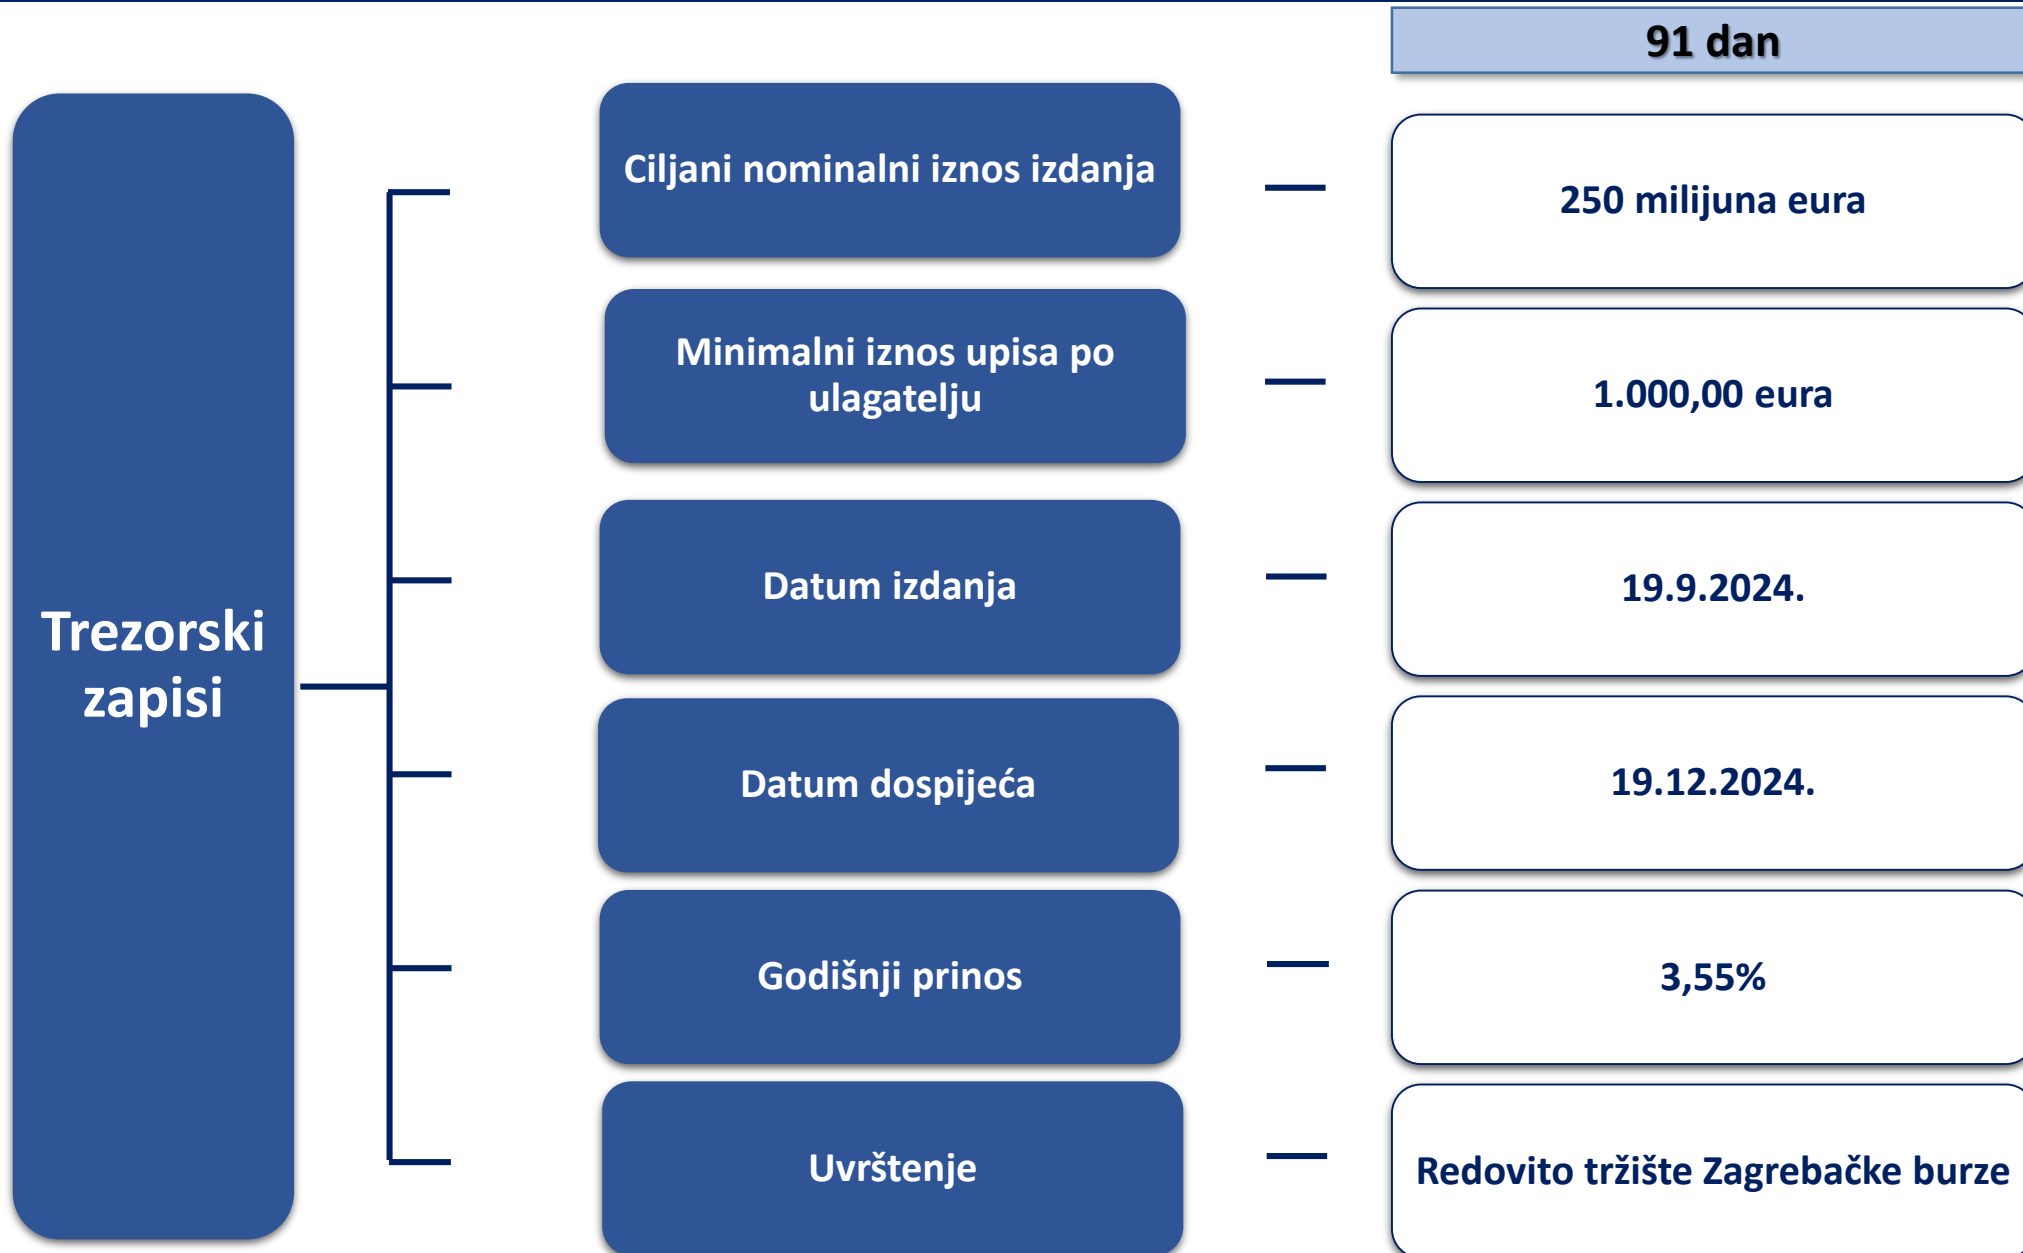 91 dan
Trezorski
zapisi
Ciljani nominalni iznos izdanja
250 milijuna eura
Minimalni iznos upisa po
ulagatelju
1.000,00 eura
Datum izdanja
19.9.2024.
Datum dospijeća
19.12.2024.
Godišnji prinos
3,55%
Uvrštenje
Redovito tržište Zagrebačke burze